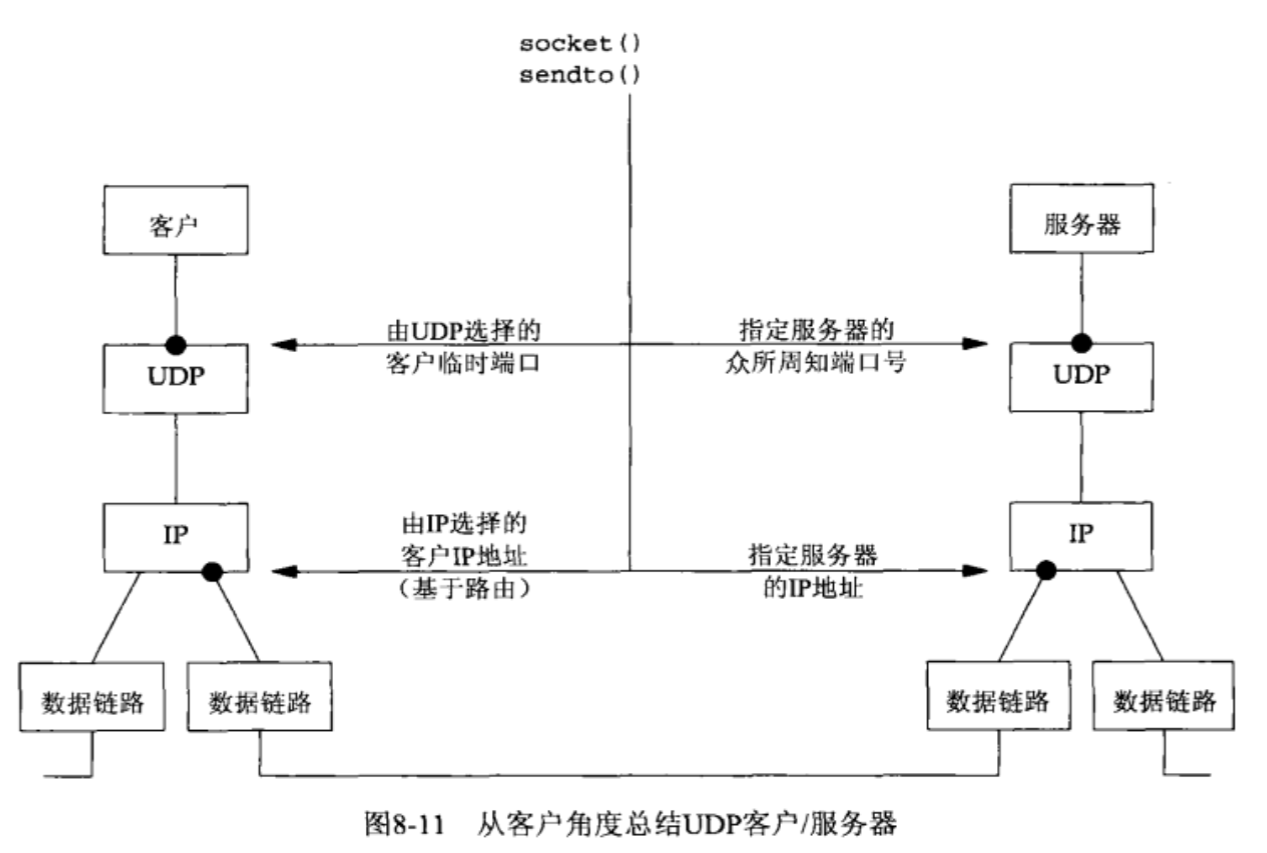 socket()
sendto()
客户
服务器
由UDP选择的
客户临时端口
指定服务器的
众所周知端口号
UDP
UDP
由IP选择的
客户IP地址
（基于路由）
指定服务器
的IP地址
IP
IP
数据链路
数据链路
数据链路
数据链路
图8-11 从客户角度总结UDP客户/服务器